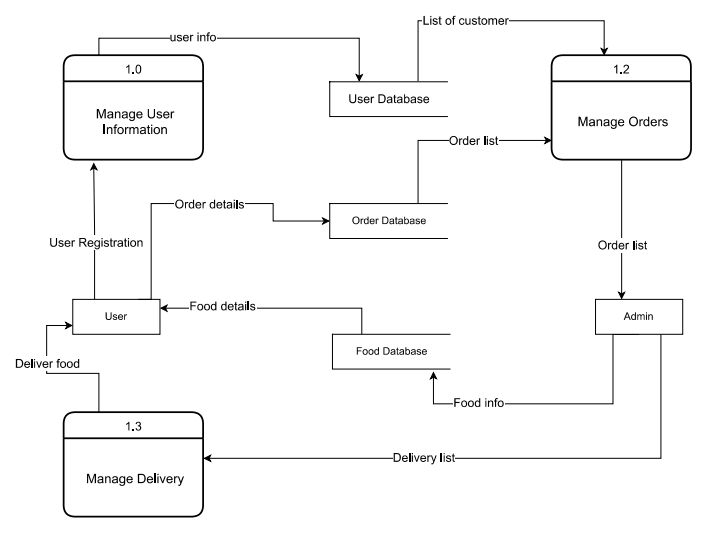 List of customer
user info
1.0
1.2
User Database
Manage User
Information
Manage Orders
Order list
Order details
Order Database
User Registration
Order list
Food details
User
Admin
Food Database
Deliver food
Food info
1.3
Delivery list
Manage Delivery